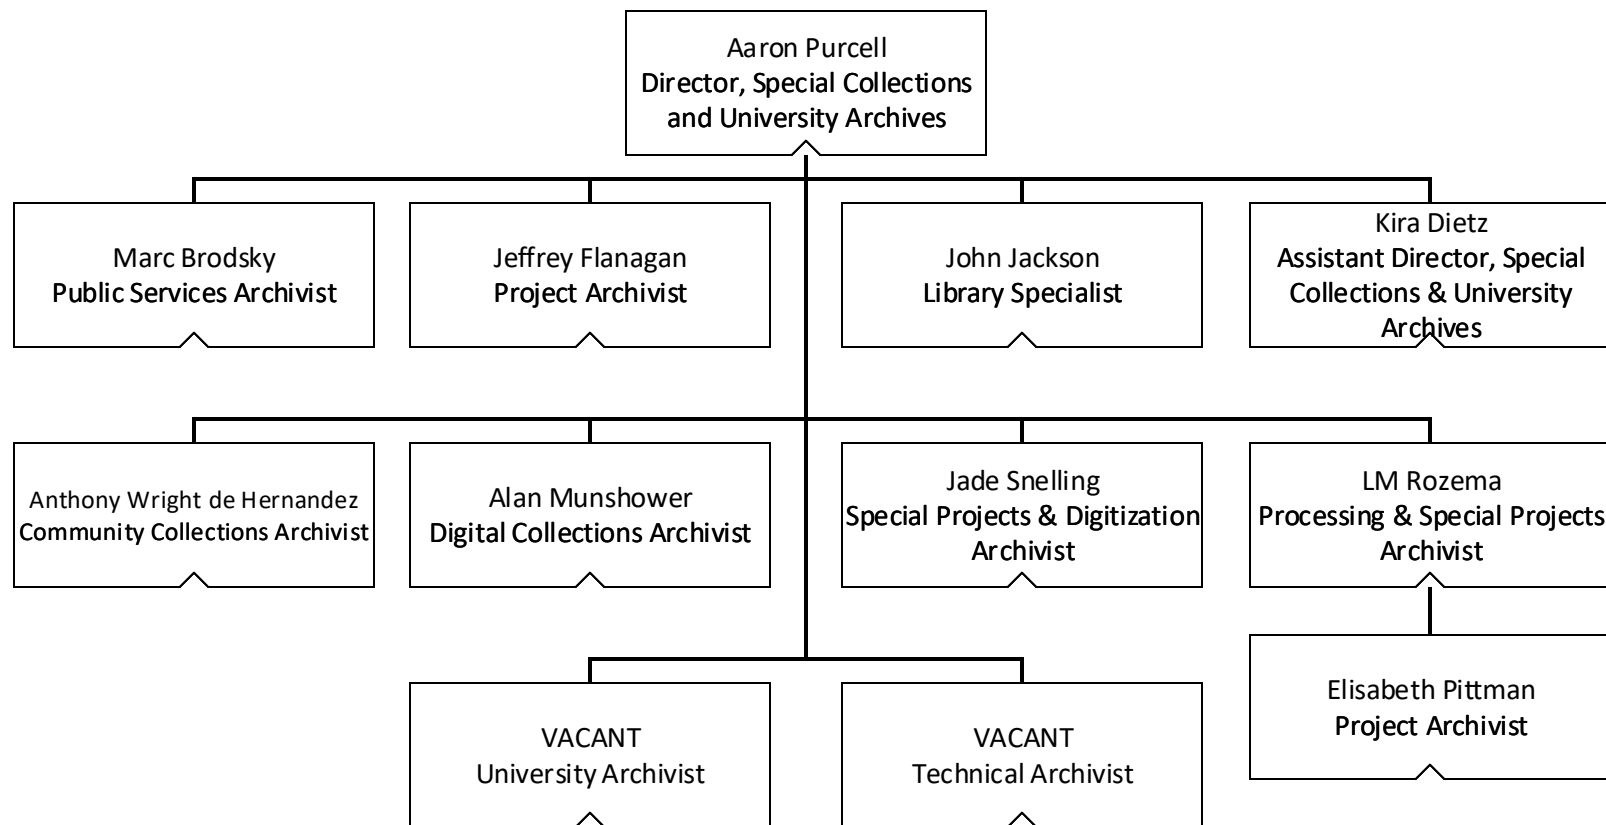 Aaron Purcell
Director, Special Collections
and University Archives
Marc Brodsky
Public Services Archivist
Jeffrey Flanagan
Project Archivist
John Jackson
Library Specialist
Kira Dietz
Assistant Director, Special
Collections & University
Archives
Anthony Wright de Hernandez
Community Collections Archivist
Alan Munshower
Digital Collections Archivist
Jade Snelling
Special Projects & Digitization
Archivist
LM Rozema
Processing & Special Projects
Archivist
Elisabeth Pittman
Project Archivist
VACANT
University Archivist
VACANT
Technical Archivist